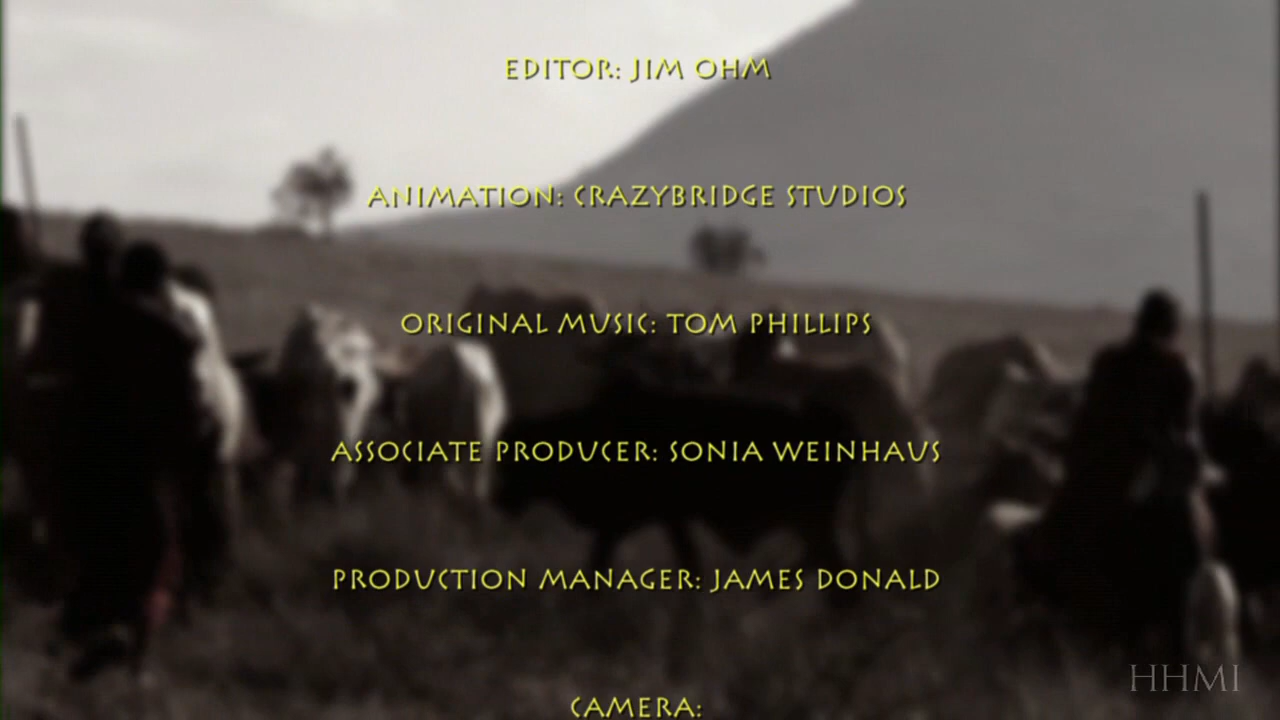 EDITOR: JIM OHM
ANIMATION: CRAZYBRIDGE STUDIOS
ORIGINAL MUSIC: TOM PHILLIPS
ASSOCIATE PRODUCER: SONIA WEINHAUS
PRODUCTION MANAGER: JAMES DONALD
HHMI
CAMERA: